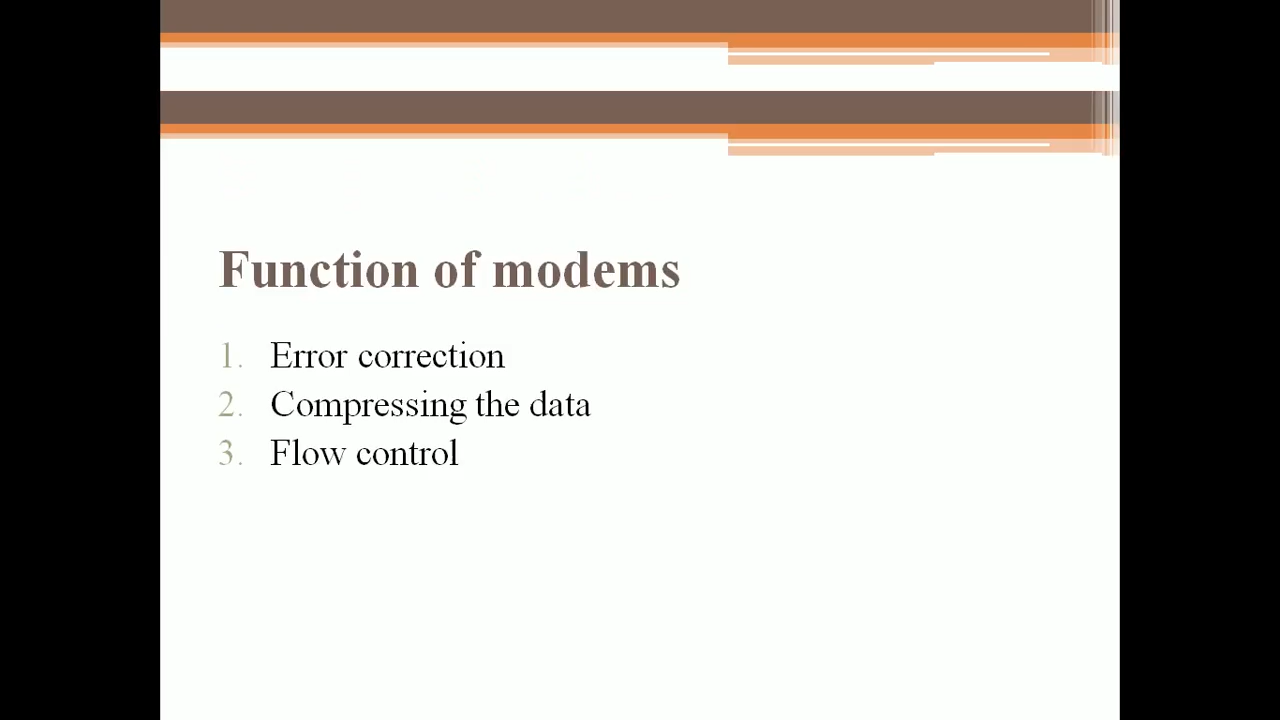 Function of modems
1. Error correction
2. Compressing the data
3. Flow control